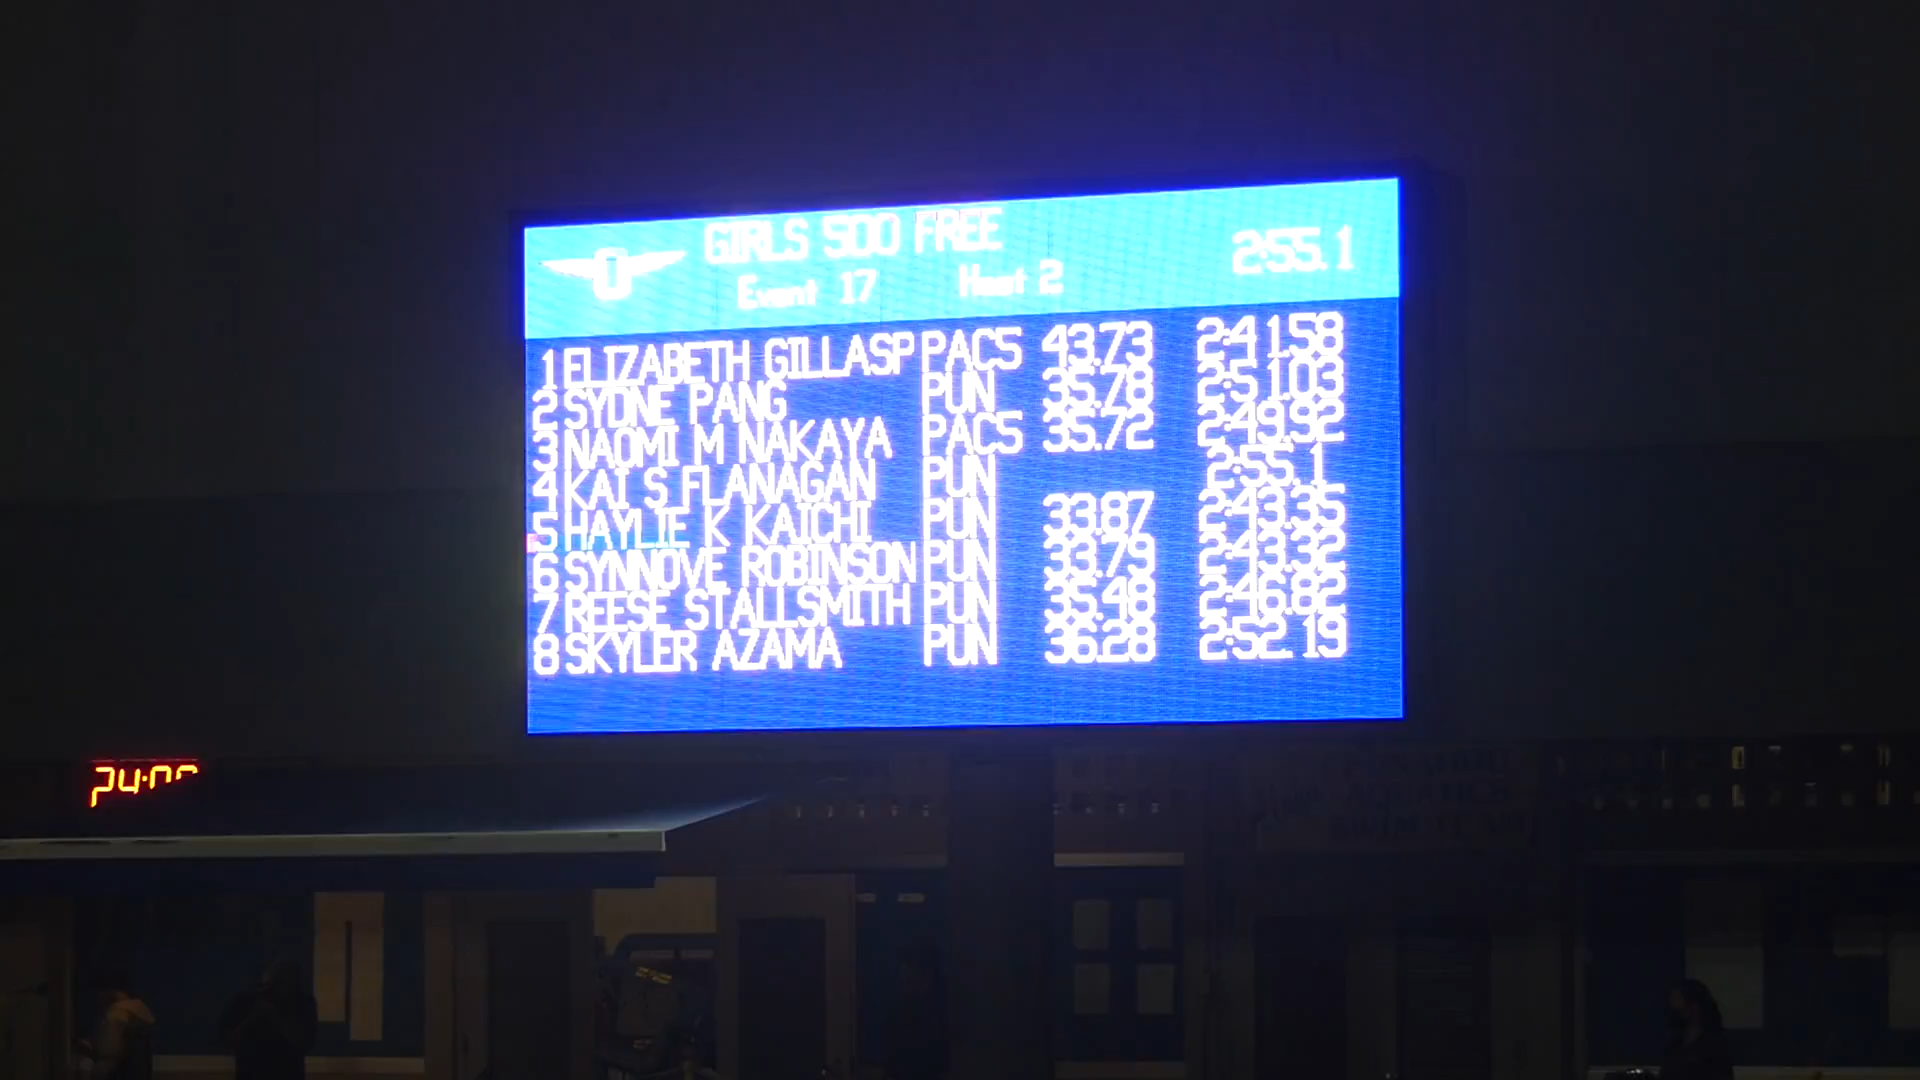 GIRLS 500 FREE
Event 17 Heat 2
2:55.1
1 ELIZABETH GILLASP PAC5 43.73 2:41.58
2 SYDNE PANG PUN 35.78 2:51.03
3 NAOMI M NAKAYA PAC5 35.72 2:49.92
4 KAI S FLANAGAN PUN 2:55.1
5 HAYLIE K KAICHI PUN 33.87 2:43.35
6 SYNNOVE ROBINSON PUN 33.79 2:43.32
7 REESE STALLSMITH PUN 35.48 2:46.82
8 SKYLER AZAMA PUN 36.28 2:52.19